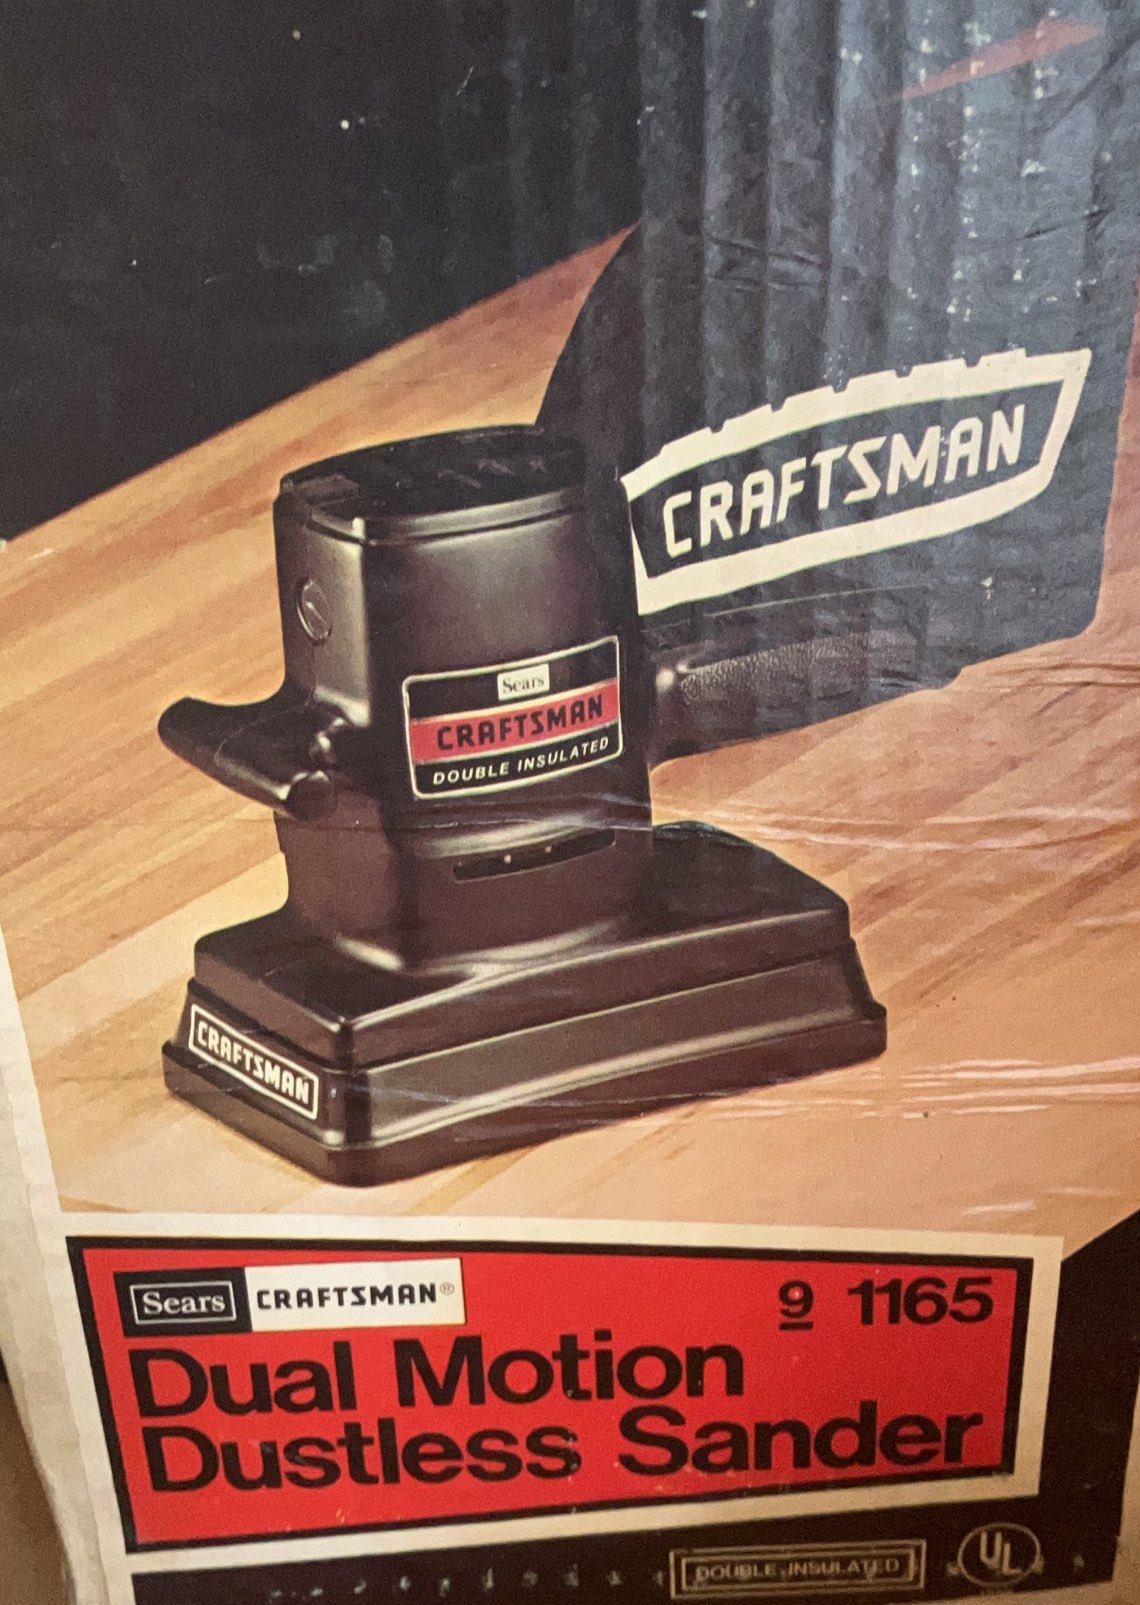 CRAFTSMAN
Sears
CRAFTSMAN
DOUBLE INSULATED
CRAFTSMAN
Sears CRAFTSMAN®
9 1165
Dual Motion
Dustless Sander
DOUBLE INSULATED
UL